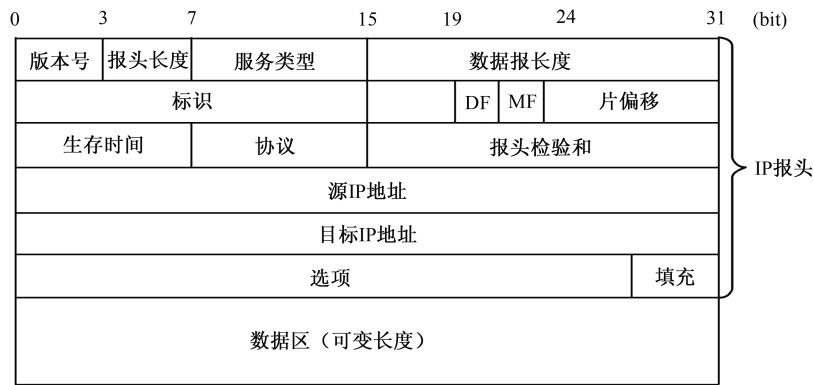 0 3 7 15 19 24 31 (bit)
版本号 报头长度 服务类型 数据报长度
标识 DF MF 片偏移
生存时间 协议 报头检验和
IP报头
源IP地址
目标IP地址
选项 填充
数据区（可变长度）